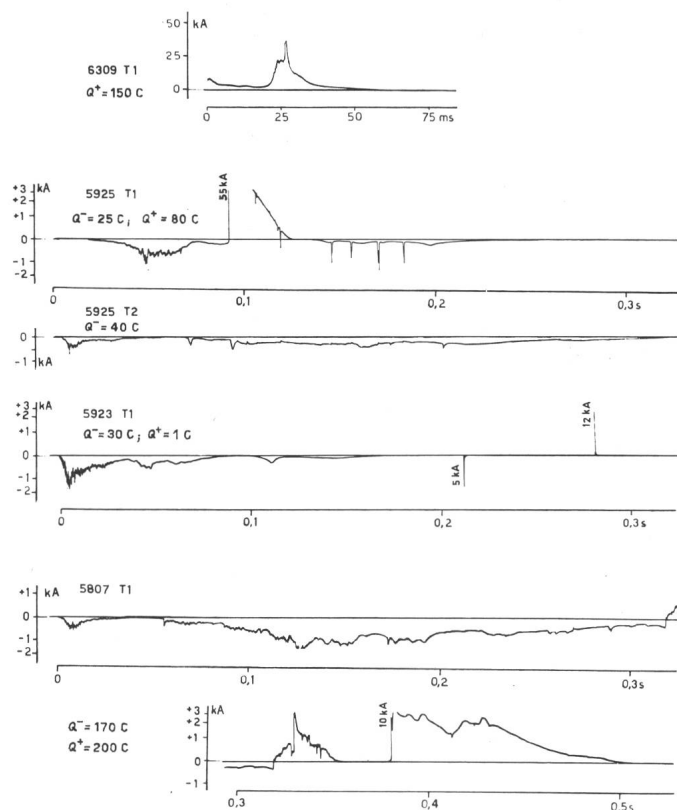 50 kA
25
6309 T1
Q⁺ = 150 C
0
0 25 50 75 ms
+3 kA
+2
+1
0
-1
-2
5925 T1
Q⁻ = 25 C; Q⁺ = 80 C
55 kA
0 0,1 0,2 0,3 s
5925 T2
Q⁻ = 40 C
0
-1
kA
+3 kA
+2
+1
0
-1
-2
5923 T1
Q⁻ = 30 C; Q⁺ = 1 C
5 kA
12 kA
0 0,1 0,2 0,3 s
+1 kA
0
-1
-2
5807 T1
0 0,1 0,2 0,3 s
Q⁻ = 170 C
Q⁺ = 200 C
+3 kA
+2
+1
0
-1
10 kA
0,3 0,4 0,5 s